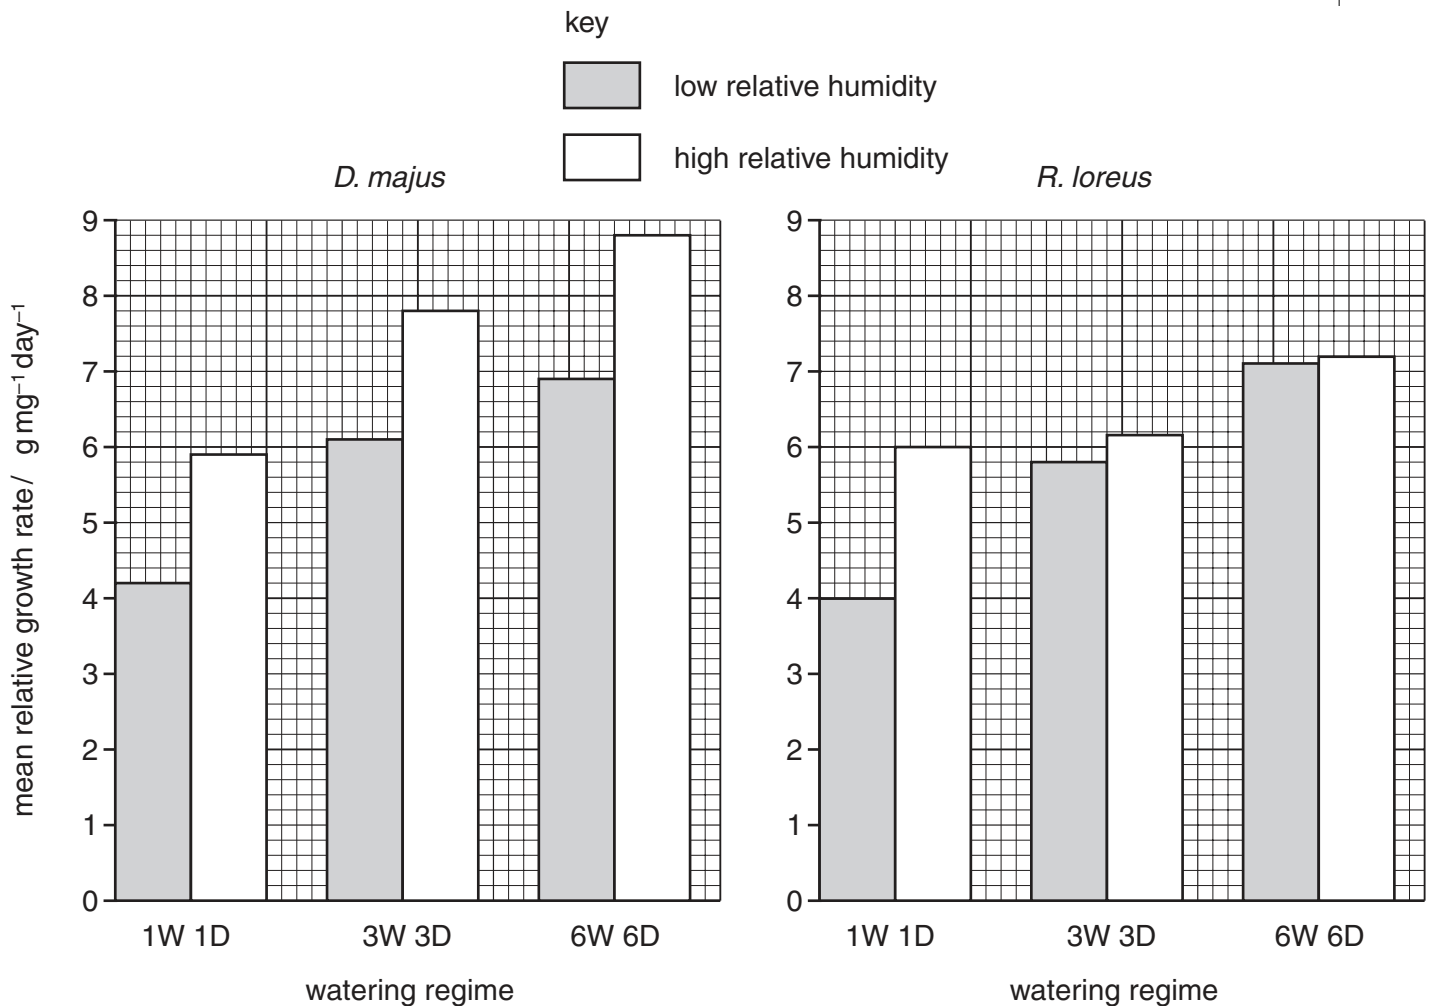 key
low relative humidity
high relative humidity
D. majus
R. loreus
mean relative growth rate / g mg⁻¹ day⁻¹
9
8
7
6
5
4
3
2
1
0
1W 1D
3W 3D
6W 6D
watering regime
9
8
7
6
5
4
3
2
1
0
1W 1D
3W 3D
6W 6D
watering regime